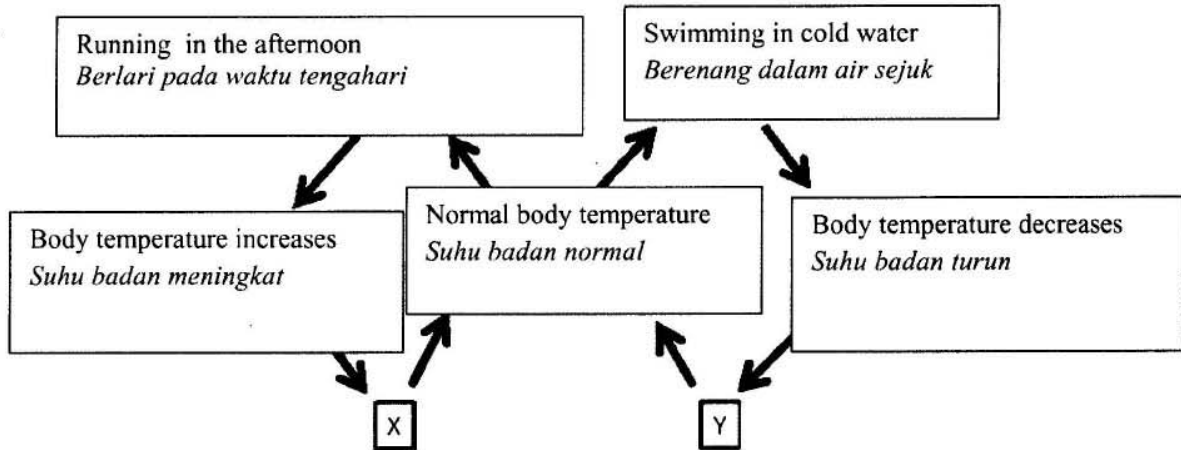 Running in the afternoon
Berlari pada waktu tengahari
Swimming in cold water
Berenang dalam air sejuk
Body temperature increases
Suhu badan meningkat
Normal body temperature
Suhu badan normal
Body temperature decreases
Suhu badan turun
X
Y